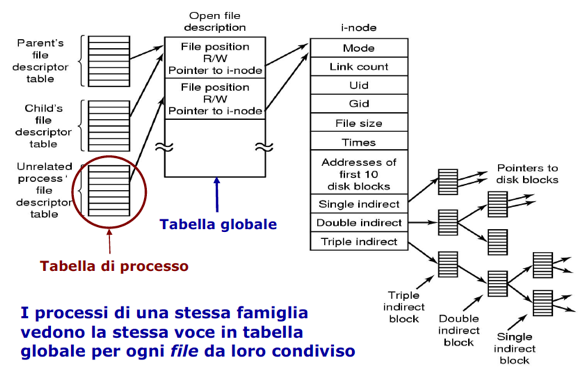 Open file
description
i-node
Parent's
file
descriptor
table
File position
R/W
Pointer to i-node
File position
R/W
Pointer to i-node
Mode
Link count
Uid
Gid
File size
Times
Addresses of
first 10
disk blocks
Single indirect
Double indirect
Triple indirect
Child's
file
descriptor
table
Unrelated
process'
file
descriptor
table
Pointers to
disk blocks
Tabella globale
Tabella di processo
Triple
indirect
block
Double
indirect
block
Single
indirect
block
I processi di una stessa famiglia
vedono la stessa voce in tabella
globale per ogni file da loro condiviso